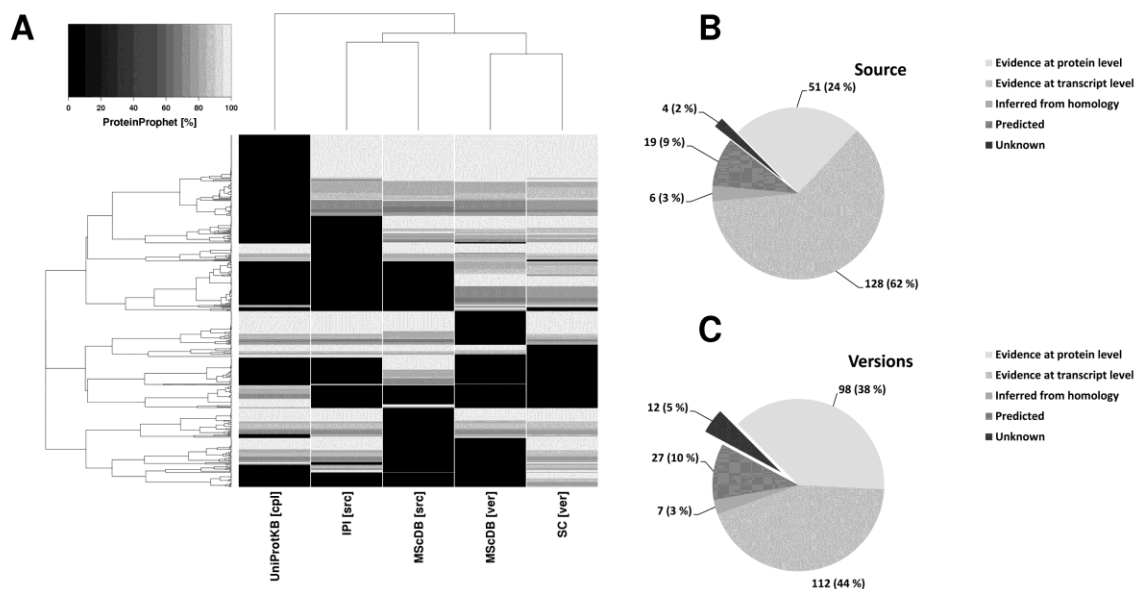 A
0 20 40 60 80 100
ProteinProphet [%]
UniProtKB [cpl]
IPI [src]
MScDB [src]
MScDB [ver]
SC [ver]
B
Source
51 (24 %)
4 (2 %)
19 (9 %)
6 (3 %)
128 (62 %)
Evidence at protein level
Evidence at transcript level
Inferred from homology
Predicted
Unknown
C
Versions
98 (38 %)
12 (5 %)
27 (10 %)
7 (3 %)
112 (44 %)
Evidence at protein level
Evidence at transcript level
Inferred from homology
Predicted
Unknown